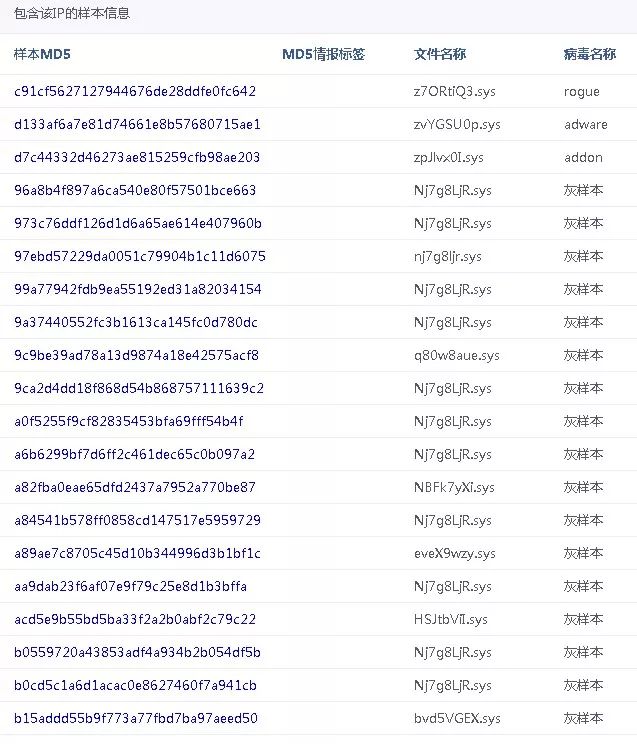 包含该IP的样本信息
样本MD5 MD5情报标签 文件名称 病毒名称
c91cf5627127944676de28ddfe0fc642 z7ORtiQ3.sys rogue
d133af6a7e81d74661e8b57680715ae1 zvYGSU0p.sys adware
d7c44332d46273ae815259cfb98ae203 zpJlvx0I.sys addon
96a8b4f897a6ca540e80f57501bce663 Nj7g8LjR.sys 灰样本
973c76ddf126d1d6a65ae614e407960b Nj7g8LjR.sys 灰样本
97ebd57229da0051c79904b1c11d6075 nj7g8ljr.sys 灰样本
99a77942fdb9ea55192ed31a82034154 Nj7g8LjR.sys 灰样本
9a37440552fc3b1613ca145fc0d780dc Nj7g8LjR.sys 灰样本
9c9be39ad78a13d9874a18e42575acf8 q80w8aue.sys 灰样本
9ca2d4dd18f868d54b868757111639c2 Nj7g8LjR.sys 灰样本
a0f5255f9cf82835453bfa69fff54b4f Nj7g8LjR.sys 灰样本
a6b6299bf7d6ff2c461dec65c0b097a2 Nj7g8LjR.sys 灰样本
a82fba0eae65dfd2437a7952a770be87 NBFk7yXi.sys 灰样本
a84541b578ff0858cd147517e5959729 Nj7g8LjR.sys 灰样本
a89ae7c8705c45d10b344996d3b1bf1c eveX9wzy.sys 灰样本
aa9dab23f6af07e9f79c25e8d1b3bffa Nj7g8LjR.sys 灰样本
acd5e9b55bd5ba33f2a2b0abf2c79c22 HSJtbViI.sys 灰样本
b0559720a43853adf4a934b2b054df5b Nj7g8LjR.sys 灰样本
b0cd5c1a6d1acac0e8627460f7a941cb Nj7g8LjR.sys 灰样本
b15addd55b9f773a77fbd7ba97aeed50 bvd5VGEX.sys 灰样本